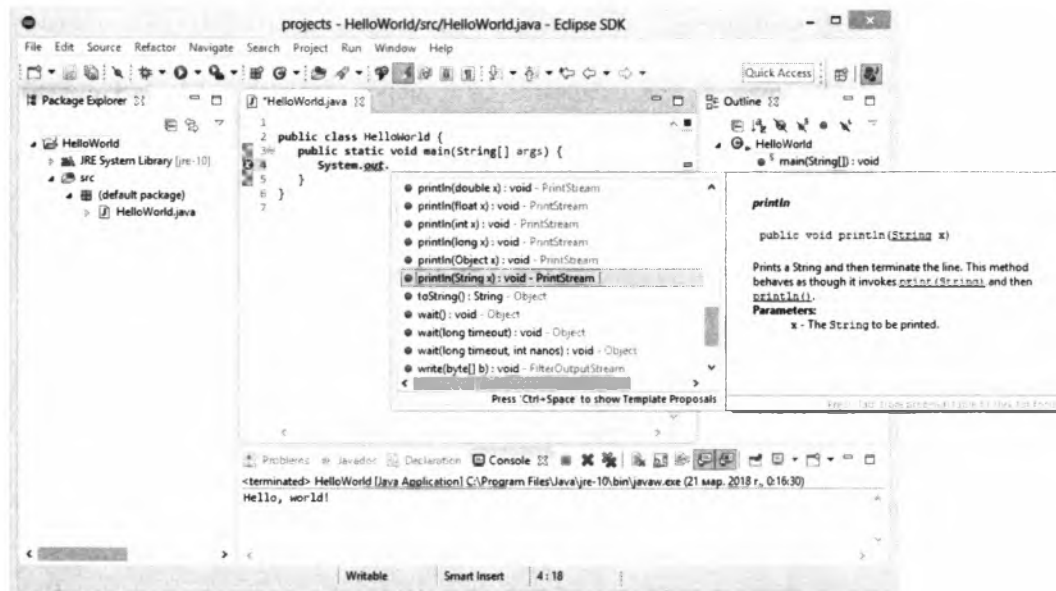 projects - HelloWorld/src/HelloWorld.java - Eclipse SDK
File Edit Source Refactor Navigate Search Project Run Window Help
Quick Access
Package Explorer
HelloWorld
JRE System Library [jre-10]
src
(default package)
HelloWorld.java
*HelloWorld.java
1
2 public class HelloWorld {
3 public static void main(String[] args) {
4 System.out.
5 }
6 }
7
println(double x) : void - PrintStream
println(float x) : void - PrintStream
println(int x) : void - PrintStream
println(long x) : void - PrintStream
println(Object x) : void - PrintStream
println(String x) : void - PrintStream
toString() : String - Object
wait() : void - Object
wait(long timeout) : void - Object
wait(long timeout, int nanos) : void - Object
write(byte[] b) : void - FilterOutputStream
Press 'Ctrl+Space' to show Template Proposals
Outline
HelloWorld
main(String[]) : void
println
public void println(String x)
Prints a String and then terminate the line. This method
behaves as though it invokes print(String) and then
println().
Parameters:
x - The String to be printed.
Problems Javadoc Declaration Console
<terminated> HelloWorld [Java Application] C:\Program Files\Java\jre-10\bin\javaw.exe (21 мар. 2018 г., 0:16:30)
Hello, world!
Writable Smart Insert 4 : 18